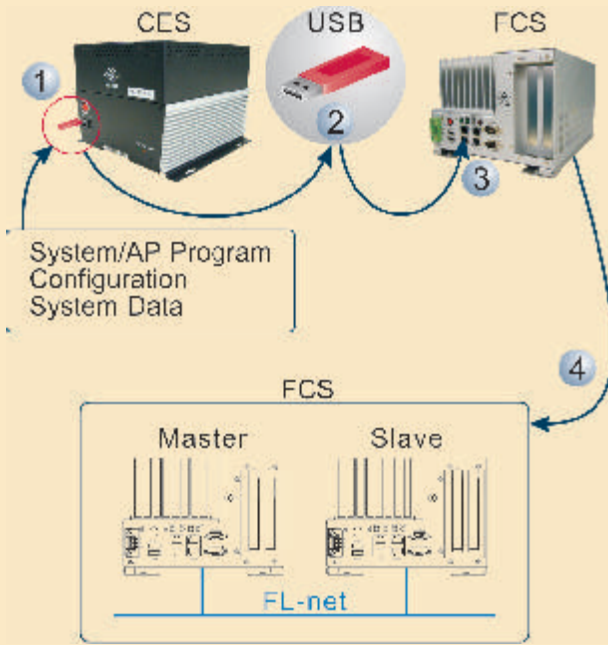 CES
USB
FCS
1
2
3
System/AP Program
Configuration
System Data
4
FCS
Master
Slave
FL-net